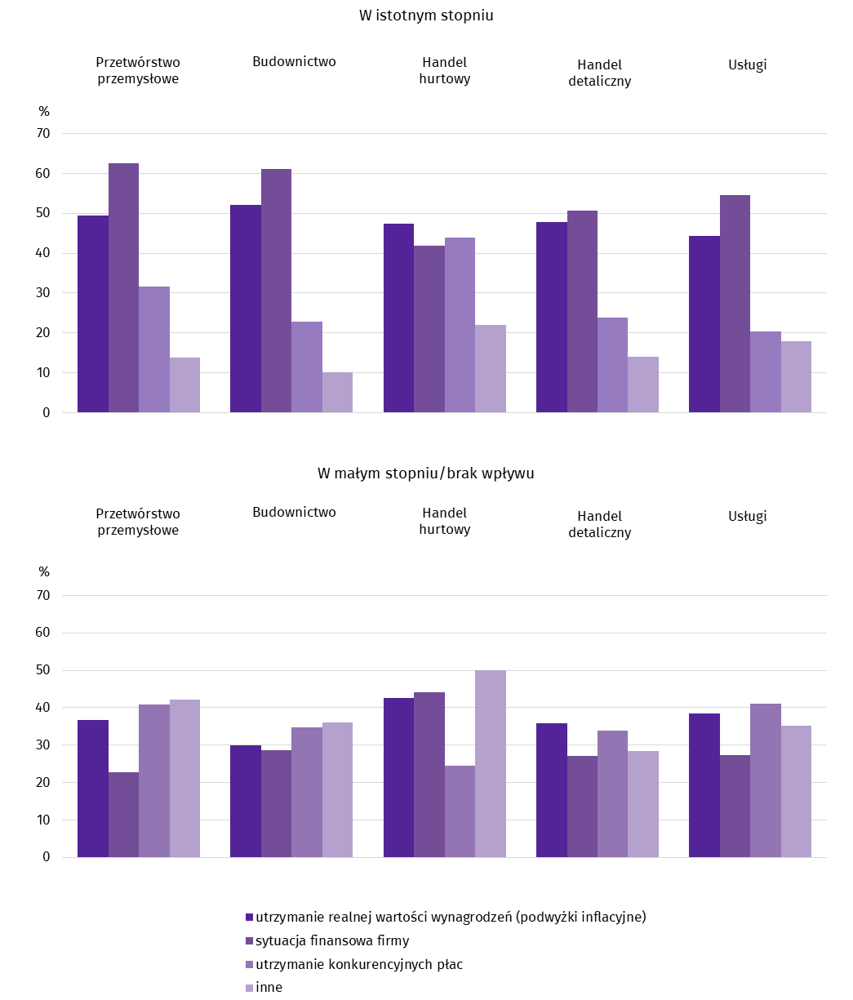 W istotnym stopniu
Przetwórstwo
przemysłowe
Budownictwo
Handel
hurtowy
Handel
detaliczny
Usługi
%
70
60
50
40
30
20
10
0
W małym stopniu/brak wpływu
Przetwórstwo
przemysłowe
Budownictwo
Handel
hurtowy
Handel
detaliczny
Usługi
%
70
60
50
40
30
20
10
0
utrzymanie realnej wartości wynagrodzeń (podwyżki inflacyjne)
sytuacja finansowa firmy
utrzymanie konkurencyjnych płac
inne